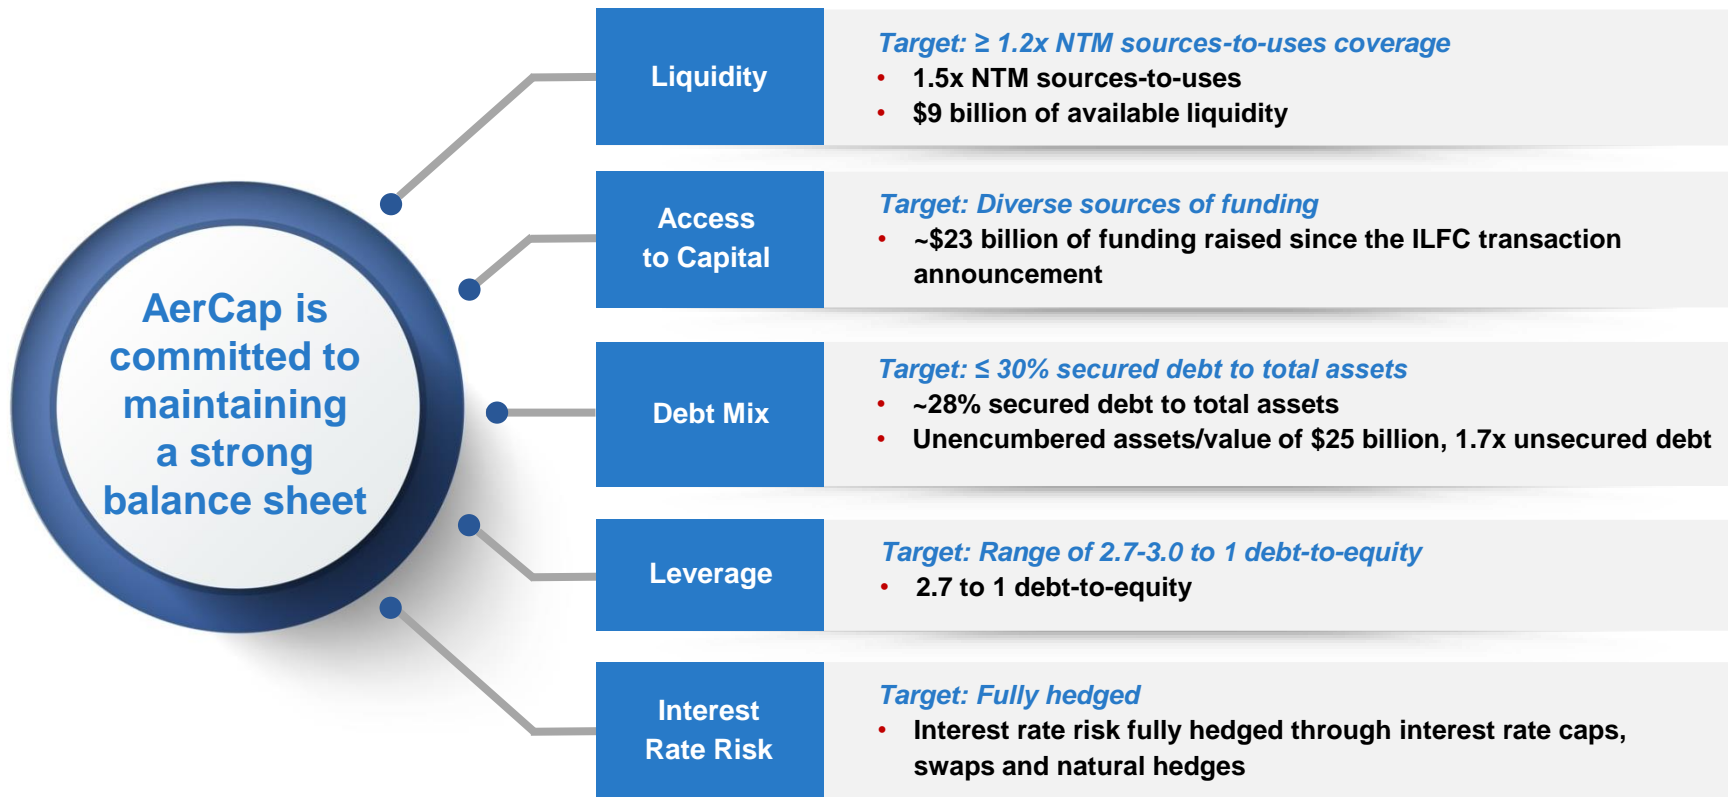 AerCap is
committed to
maintaining
a strong
balance sheet
Liquidity
Target: ≥ 1.2x NTM sources-to-uses coverage
• 1.5x NTM sources-to-uses
• $9 billion of available liquidity
Access
to Capital
Target: Diverse sources of funding
• ~$23 billion of funding raised since the ILFC transaction
announcement
Debt Mix
Target: ≤ 30% secured debt to total assets
• ~28% secured debt to total assets
• Unencumbered assets/value of $25 billion, 1.7x unsecured debt
Leverage
Target: Range of 2.7-3.0 to 1 debt-to-equity
• 2.7 to 1 debt-to-equity
Interest
Rate Risk
Target: Fully hedged
• Interest rate risk fully hedged through interest rate caps,
swaps and natural hedges